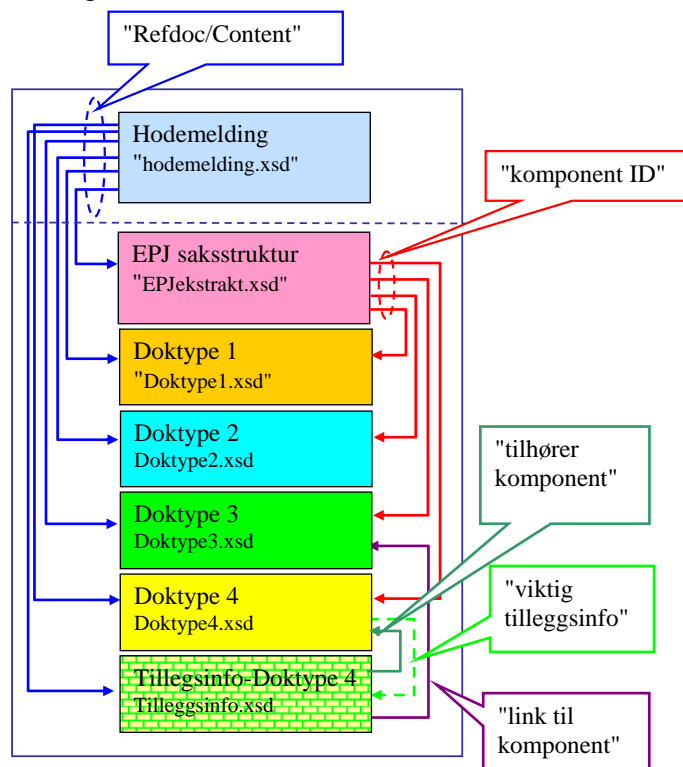 "Refdoc/Content"
Hodemelding
"hodemelding.xsd"
"komponent ID"
EPJ saksstruktur
"EPJekstrakt.xsd"
Doktype 1
"Doktype1.xsd"
Doktype 2
Doktype2.xsd
"tilhører
komponent"
Doktype 3
Doktype3.xsd
"viktig
tilleggsinfo"
Doktype 4
Doktype4.xsd
Tillegsinfo-Doktype 4
Tilleggsinfo.xsd
"link til
komponent"